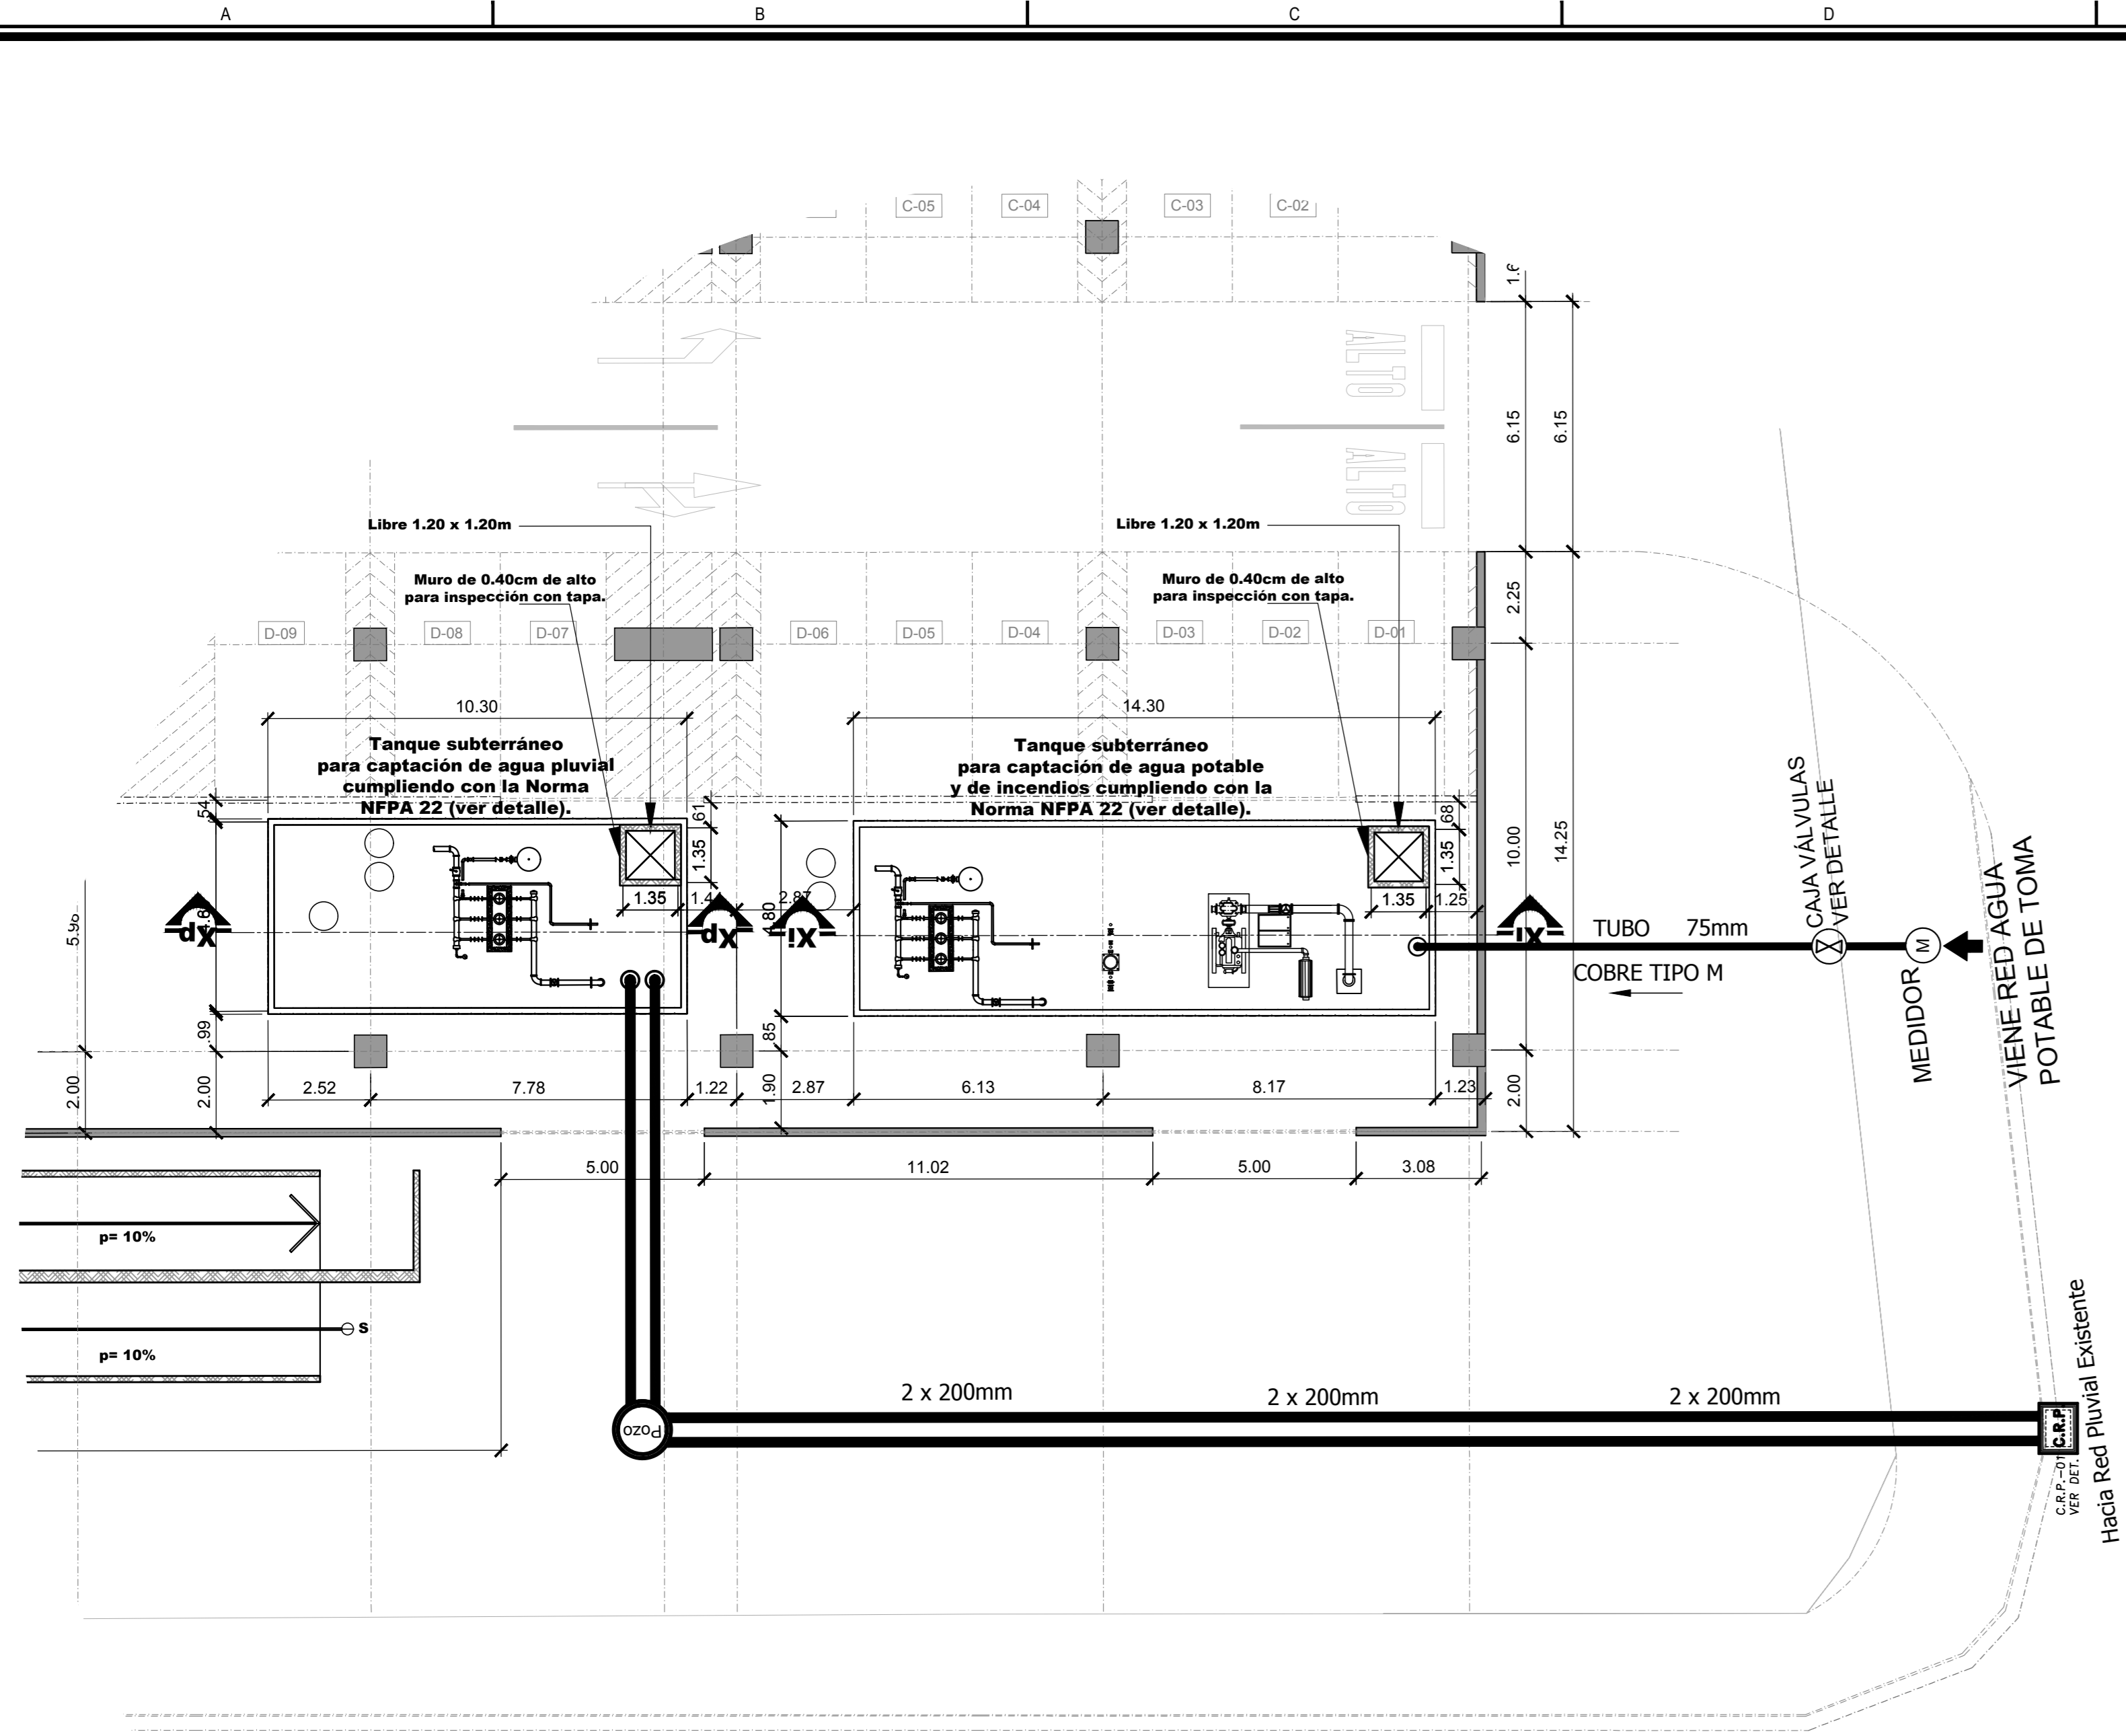 A
B
C
D
C-05
C-04
C-03
C-02
ALTO
ALTO
6.15
6.15
Libre 1.20 x 1.20m
Libre 1.20 x 1.20m
Muro de 0.40cm de alto
para inspección con tapa.
Muro de 0.40cm de alto
para inspección con tapa.
2.25
D-09
D-08
D-07
D-06
D-05
D-04
D-03
D-02
D-01
10.30
14.30
Tanque subterráneo
para captación de agua pluvial
cumpliendo con la Norma
NFPA 22 (ver detalle).
Tanque subterráneo
para captación de agua potable
y de incendios cumpliendo con la
Norma NFPA 22 (ver detalle).
.54
.61
.68
1.35
1.35
10.00
14.25
1.35
2.87
1.35
1.25
4.80
Xp
Xp
XI
XI
CAJA VÁLVULAS
VER DETALLE
TUBO 75mm
COBRE TIPO M
M
MEDIDOR
VIENE RED AGUA
POTABLE DE TOMA
.99
.85
2.00
2.00
2.52
7.78
1.22
1.90
2.87
6.13
8.17
1.23
2.00
5.00
11.02
5.00
3.08
p= 10%
S
p= 10%
2 x 200mm
2 x 200mm
2 x 200mm
Pozo
C.R.P.
C.R.P.-01
VER DET.
Hacia Red Pluvial Existente